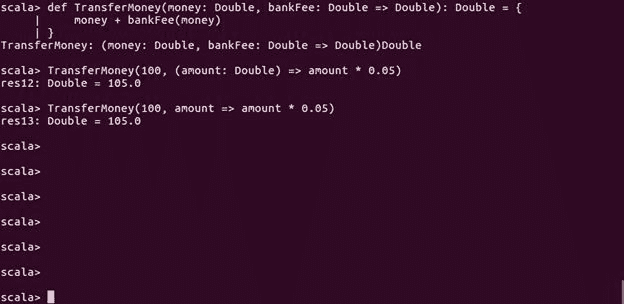 scala> def TransferMoney(money: Double, bankFee: Double => Double): Double = {
     |     money + bankFee(money)
     | }
TransferMoney: (money: Double, bankFee: Double => Double)Double
scala> TransferMoney(100, (amount: Double) => amount * 0.05)
res12: Double = 105.0
scala> TransferMoney(100, amount => amount * 0.05)
res13: Double = 105.0
scala>
scala>
scala>
scala>
scala>
scala>
scala>